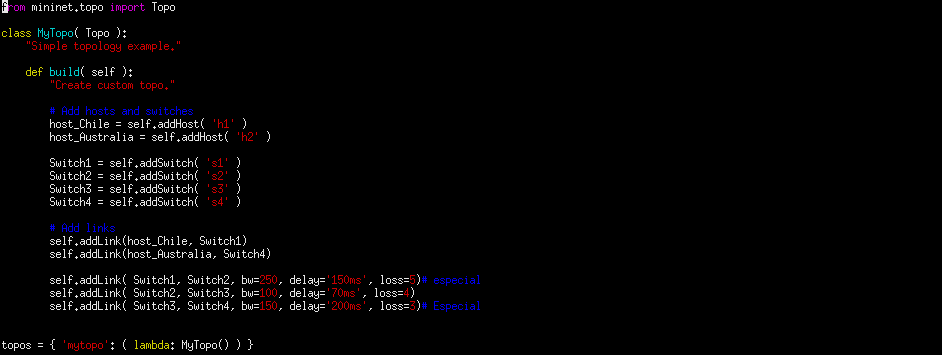 from mininet.topo import Topo
class MyTopo( Topo ):
"Simple topology example."
def build( self ):
"Create custom topo."
# Add hosts and switches
host_Chile = self.addHost( 'h1' )
host_Australia = self.addHost( 'h2' )
Switch1 = self.addSwitch( 's1' )
Switch2 = self.addSwitch( 's2' )
Switch3 = self.addSwitch( 's3' )
Switch4 = self.addSwitch( 's4' )
# Add links
self.addLink(host_Chile, Switch1)
self.addLink(host_Australia, Switch4)
self.addLink( Switch1, Switch2, bw=250, delay='150ms', loss=5)# espacial
self.addLink( Switch2, Switch3, bw=100, delay='70ms', loss=4)
self.addLink( Switch3, Switch4, bw=150, delay='200ms', loss=3)# Espacial
topos = { 'mytopo': ( lambda: MyTopo() ) }